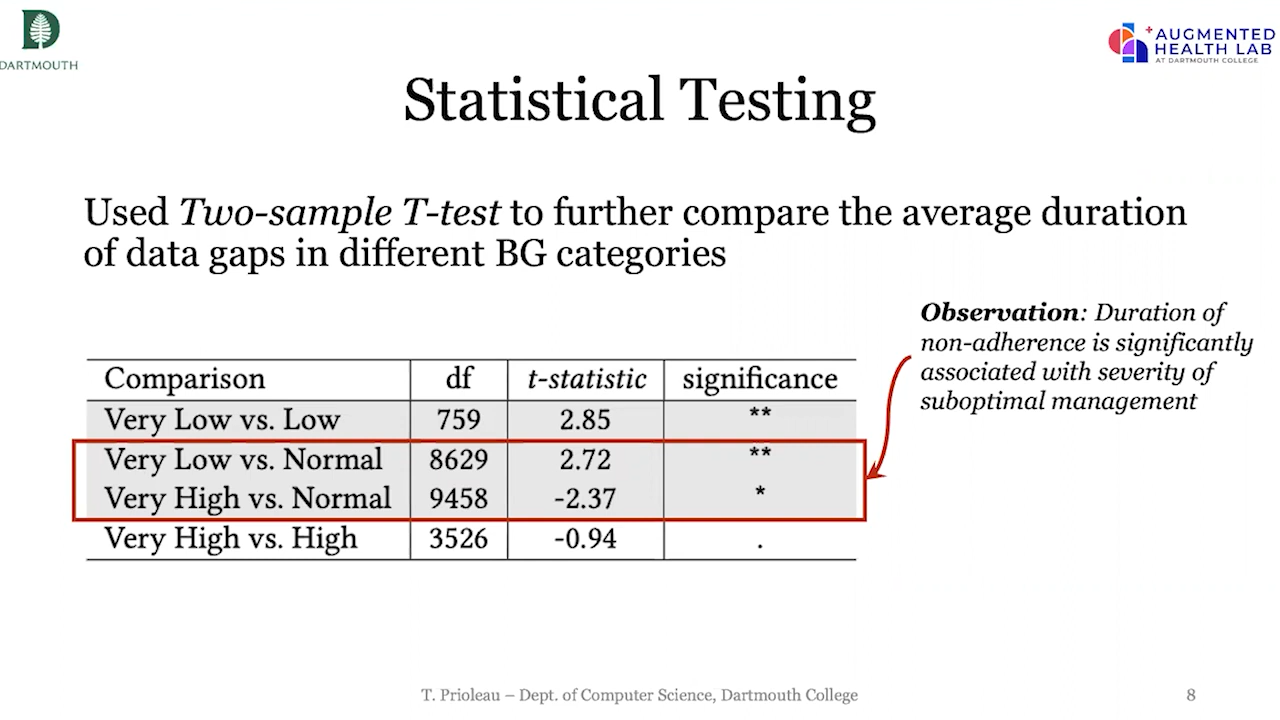 DARTMOUTH
AUGMENTED
HEALTH LAB
AT DARTMOUTH COLLEGE
Statistical Testing
Used Two-sample T-test to further compare the average duration
of data gaps in different BG categories
Observation: Duration of
non-adherence is significantly
associated with severity of
suboptimal management
Comparison df t-statistic significance
Very Low vs. Low 759 2.85 **
Very Low vs. Normal 8629 2.72 **
Very High vs. Normal 9458 -2.37 *
Very High vs. High 3526 -0.94 .
T. Prioleau – Dept. of Computer Science, Dartmouth College
8